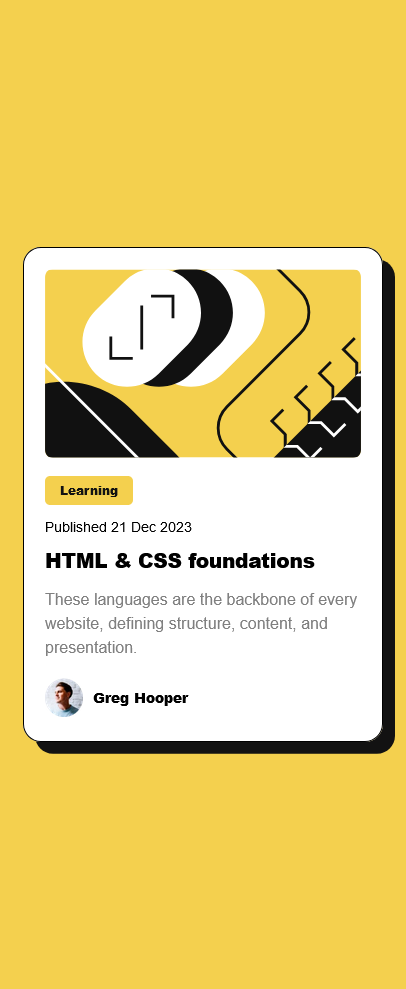 Learning
Published 21 Dec 2023
HTML & CSS foundations
These languages are the backbone of every
website, defining structure, content, and
presentation.
Greg Hooper